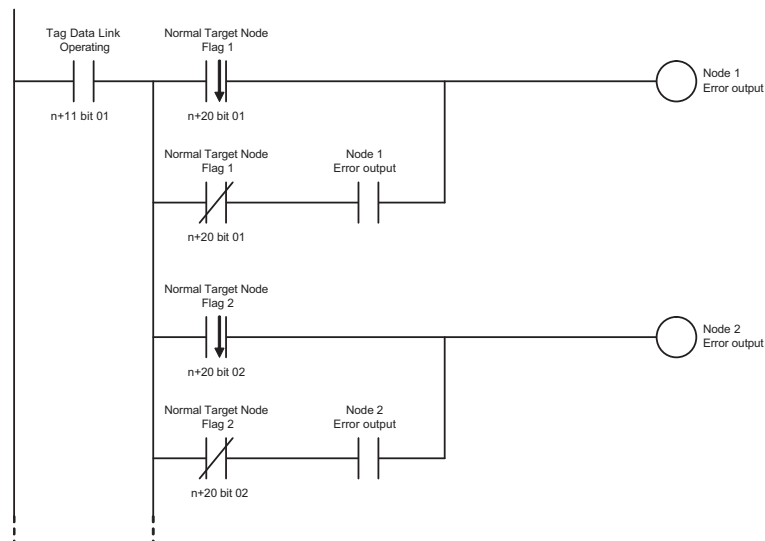 Tag Data Link
Operating
n+11 bit 01
Normal Target Node
Flag 1
n+20 bit 01
Node 1
Error output
Normal Target Node
Flag 1
n+20 bit 01
Node 1
Error output
Normal Target Node
Flag 2
n+20 bit 02
Node 2
Error output
Normal Target Node
Flag 2
n+20 bit 02
Node 2
Error output